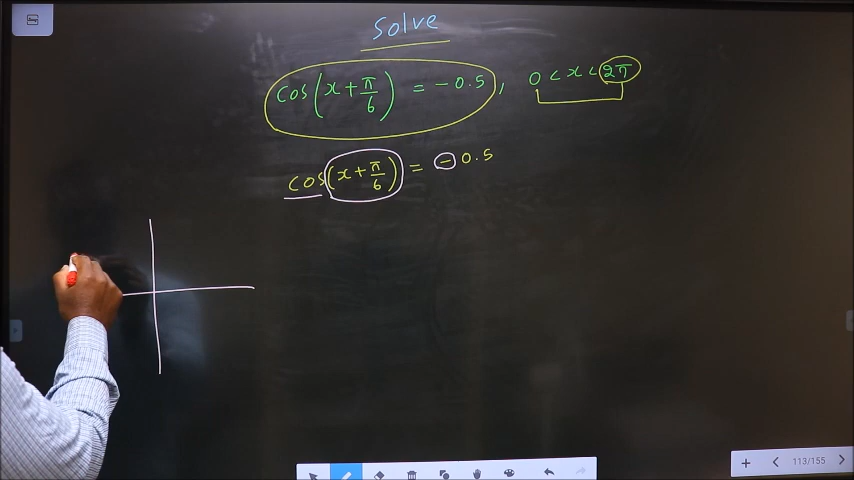 Solve
cos(x+π/6) = -0.5, 0 < x < 2π
cos(x+π/6) = -0.5
113/155